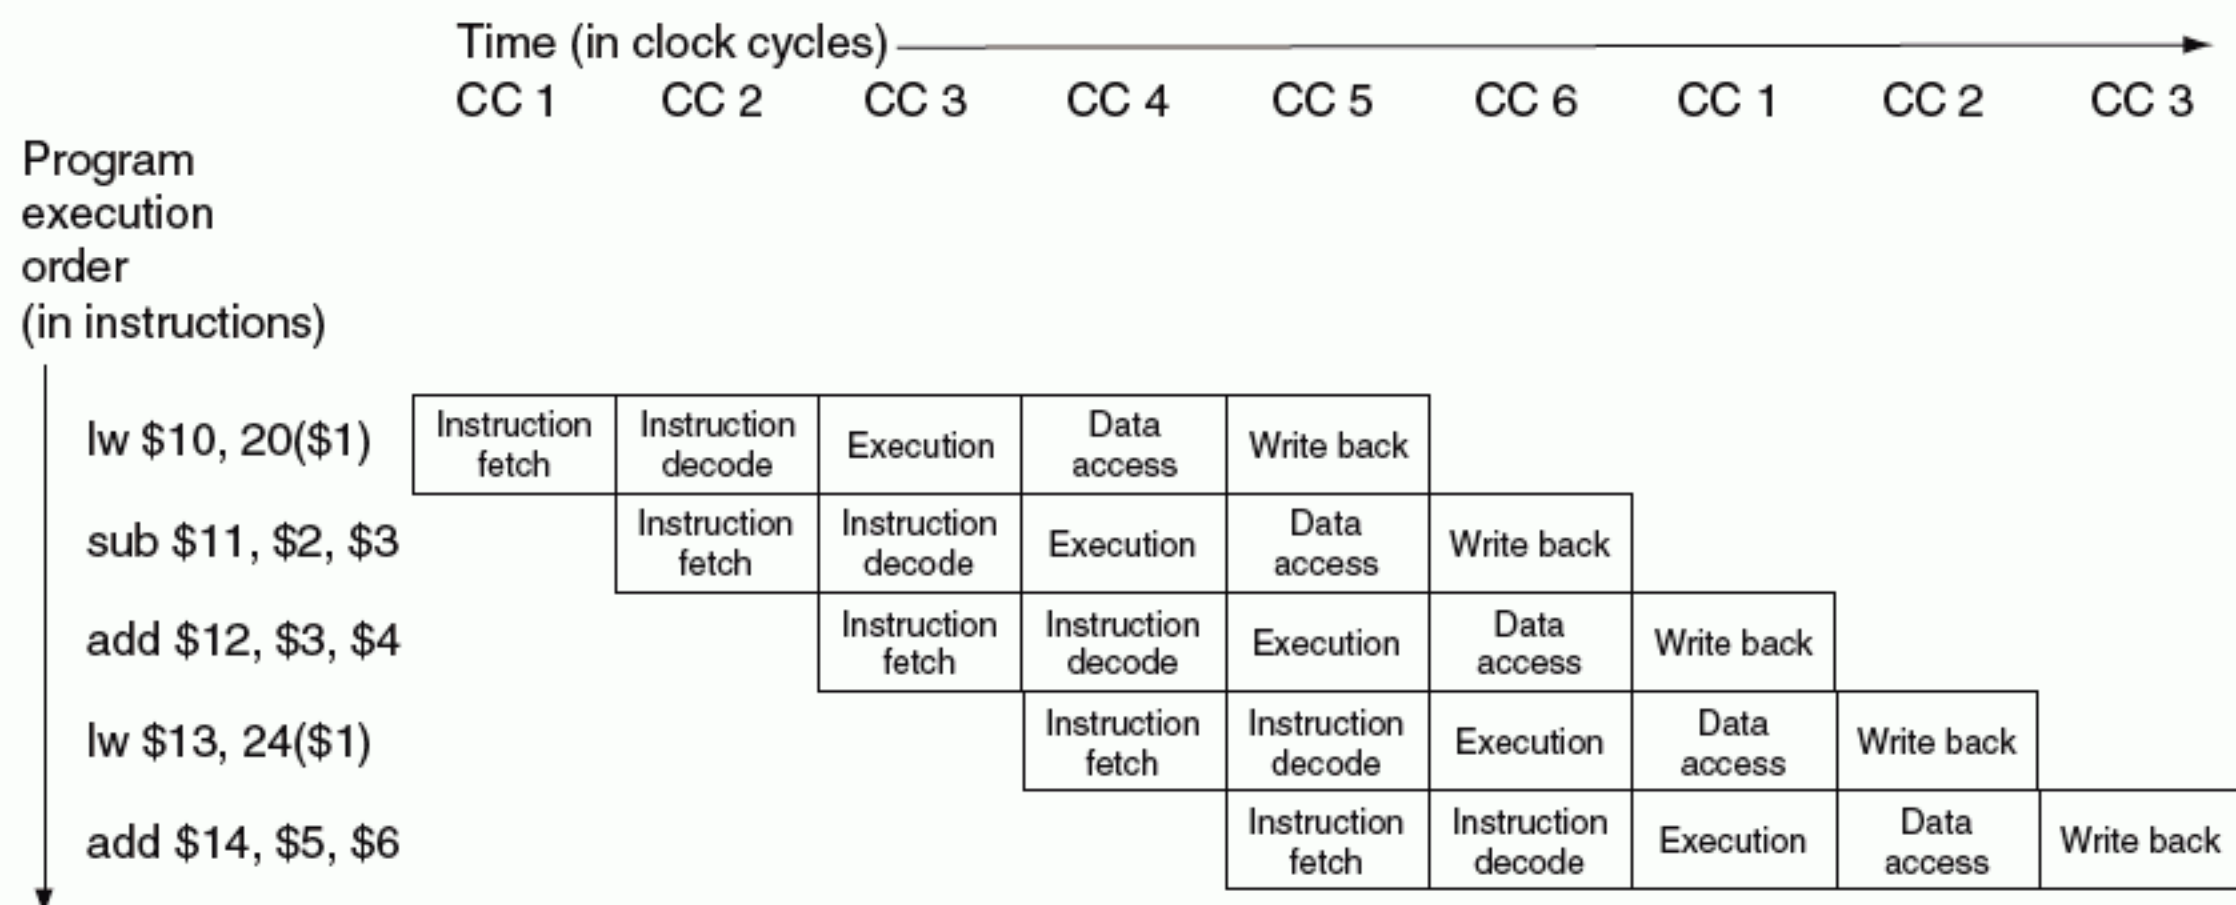 Time (in clock cycles)
CC 1 CC 2 CC 3 CC 4 CC 5 CC 6 CC 1 CC 2 CC 3
Program
execution
order
(in instructions)
lw $10, 20($1)
Instruction
fetch
Instruction
decode
Execution
Data
access
Write back
sub $11, $2, $3
Instruction
fetch
Instruction
decode
Execution
Data
access
Write back
add $12, $3, $4
Instruction
fetch
Instruction
decode
Execution
Data
access
Write back
lw $13, 24($1)
Instruction
fetch
Instruction
decode
Execution
Data
access
Write back
add $14, $5, $6
Instruction
fetch
Instruction
decode
Execution
Data
access
Write back